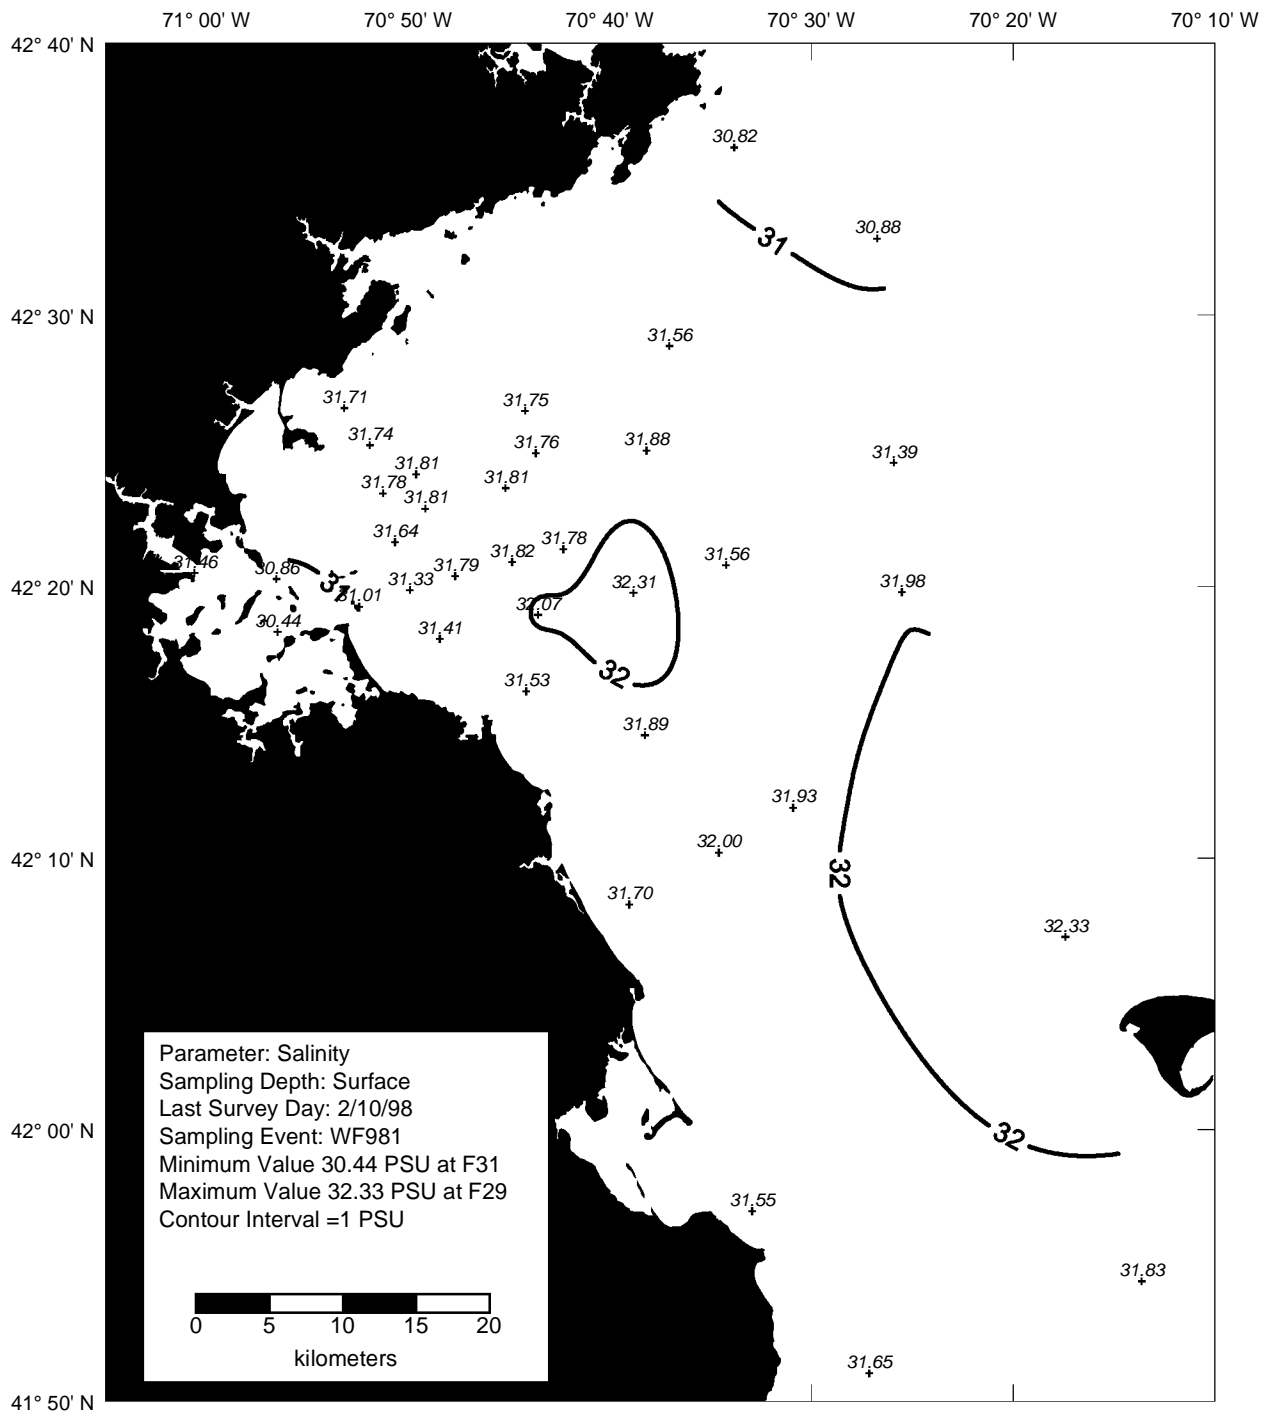 71° 00' W 70° 50' W 70° 40' W 70° 30' W 70° 20' W 70° 10' W
42° 40' N
30.82
30.88
31
42° 30' N
31.56
31.71
31.75
31.74
31.76
31.88
31.39
31.81
31.78
31.81
31.81
31.64
31.78
31.82
31.56
31.46
30.86
31.79
42° 20' N
31
31.33
32.31
31.98
31.01
32.07
30.44
31.41
32
31.53
31.89
31.93
32.00
42° 10' N
32
31.70
32.33
Parameter: Salinity
Sampling Depth: Surface
Last Survey Day: 2/10/98
42° 00' N
Sampling Event: WF981
32
Minimum Value 30.44 PSU at F31
Maximum Value 32.33 PSU at F29
31.55
Contour Interval =1 PSU
31.83
0 5 10 15 20
kilometers
31.65
41° 50' N